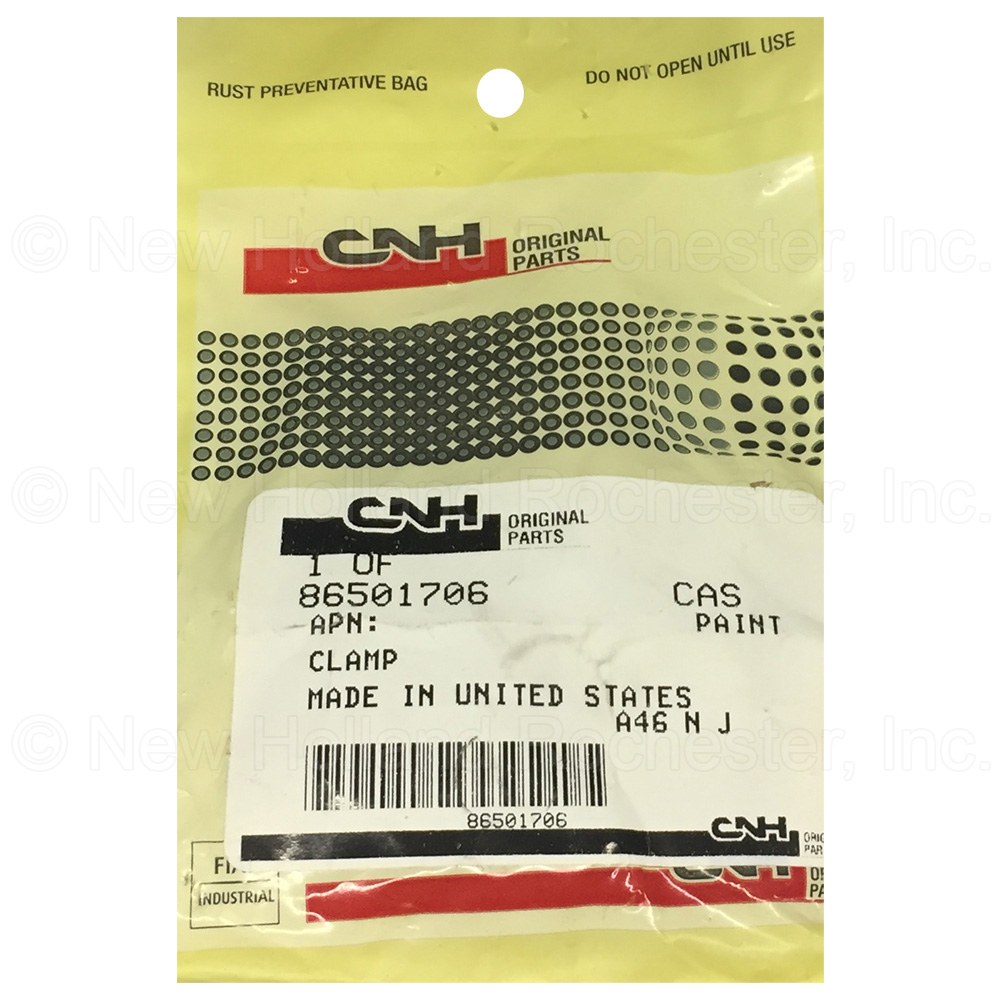 RUST PREVENTATIVE BAG
DO NOT OPEN UNTIL USE
© New Holland Rochester, Inc.
CNH ORIGINAL
PARTS
© New Holland Rochester, Inc.
CNH ORIGINAL
PARTS
1 OF
86501706 CAS
APN: PAINT
CLAMP
MADE IN UNITED STATES
A46 N J
© New Holland Rochester, Inc.
86501706
CNH
INDUSTRIAL